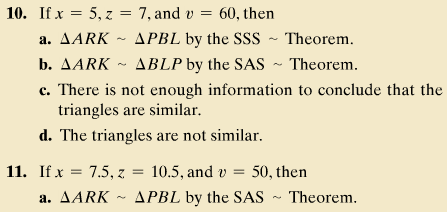 10. If x = 5, z = 7, and v = 60, then
a. ΔARK ~ ΔPBL by the SSS ~ Theorem.
b. ΔARK ~ ΔBLP by the SAS ~ Theorem.
c. There is not enough information to conclude that the
triangles are similar.
d. The triangles are not similar.
11. If x = 7.5, z = 10.5, and v = 50, then
a. ΔARK ~ ΔPBL by the SAS ~ Theorem.